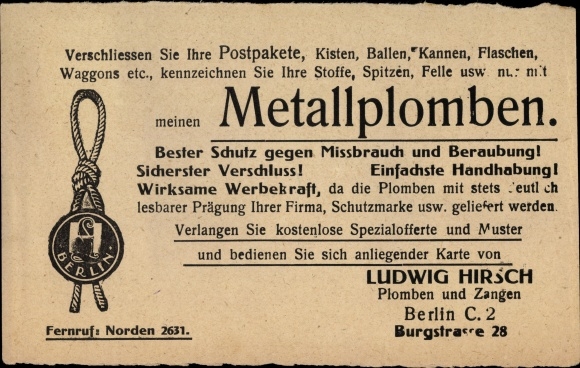 Verschliessen Sie Ihre Postpakete, Kisten, Ballen, Kannen, Flaschen,
Waggons etc., kennzeichnen Sie Ihre Stoffe, Spitzen, Felle usw nur mit
meinen Metallplomben.
Bester Schutz gegen Missbrauch und Beraubung!
Sicherster Verschluss! Einfachste Handhabung!
Wirksame Werbekraft, da die Plomben mit stets deutlich
lesbarer Prägung Ihrer Firma, Schutzmarke usw. geliefert werden.
Verlangen Sie kostenlose Spezialofferte und Muster
und bedienen Sie sich anliegender Karte von
LUDWIG HIRSCH
Plomben und Zangen
Berlin C. 2
Burgstrasse 28
BERLIN
Fernruf: Norden 2631.